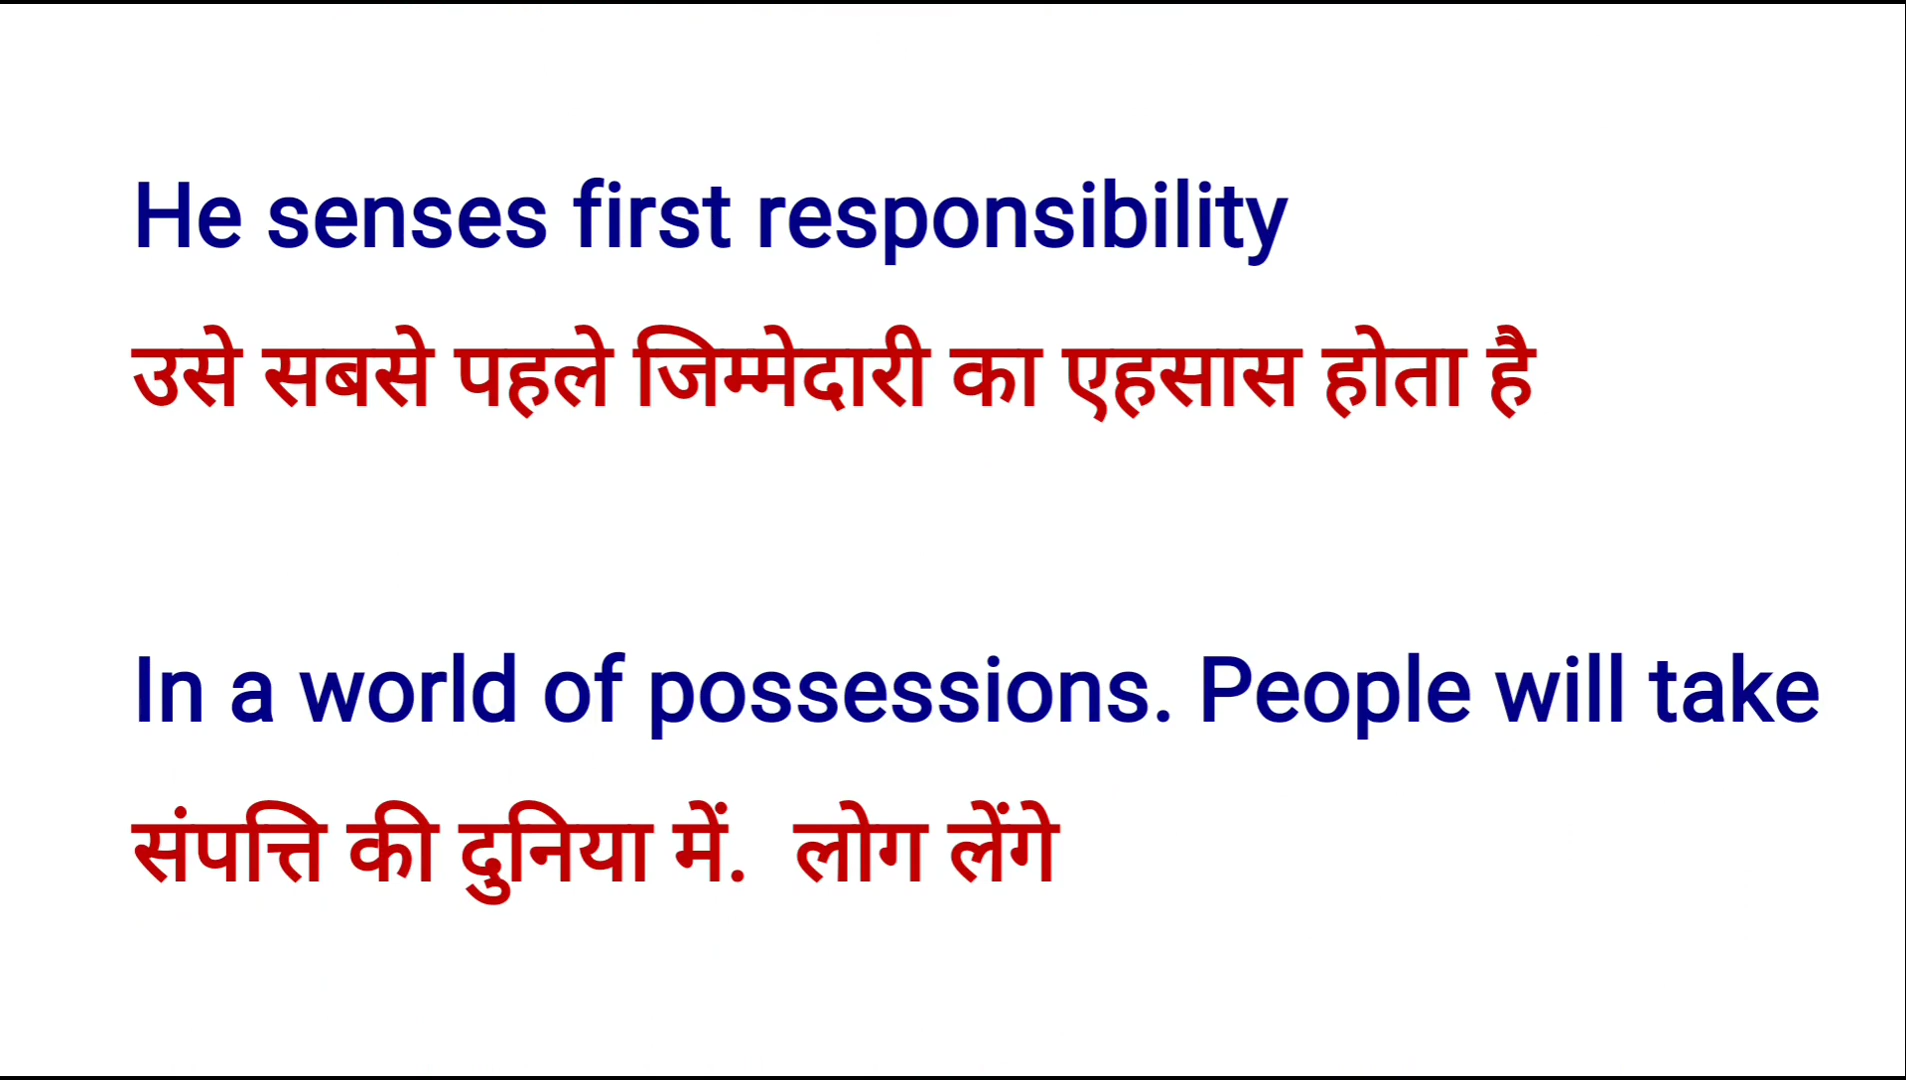 He senses first responsibility
उसे सबसे पहले जिम्मेदारी का एहसास होता है
In a world of possessions. People will take
संपत्ति की दुनिया में. लोग लेंगे